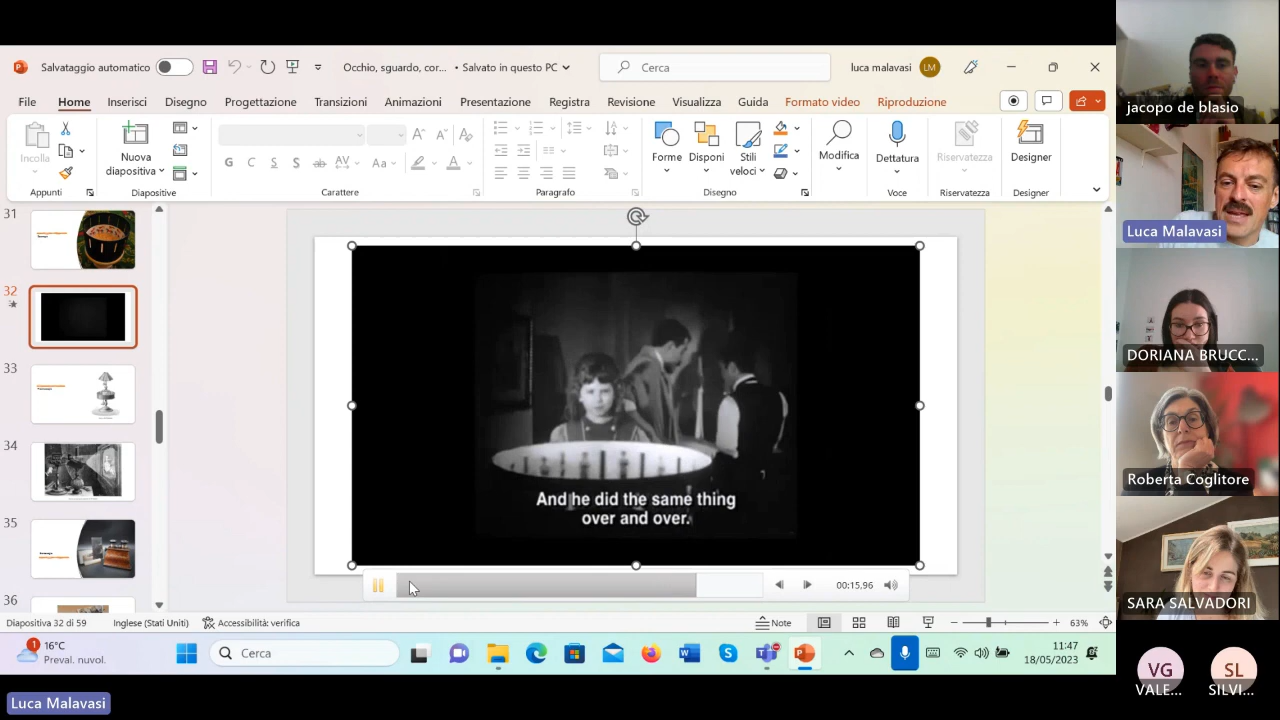 Salvataggio automatico
Occhio, sguardo, cor... • Salvato in questo PC
Cerca
luca malavasi
LM
File Home Inserisci Disegno Progettazione Transizioni Animazioni Presentazione Registra Revisione Visualizza Guida Formato video Riproduzione
Incolla
Nuova
diapositiva
G C S S ab AV Aa A
Forme
Disponi
Stili
veloci
Modifica
Dettatura
Riservatezza
Designer
Appunti
Diapositive
Carattere
Paragrafo
Disegno
Voce
Riservatezza
Designer
31
32
33
34
35
36
And he did the same thing
over and over.
00:15,96
Diapositiva 32 di 59
Inglese (Stati Uniti)
Accessibilità: verifica
Note
63%
1
16°C
Preval. nuvol
Cerca
11:47
18/05/2023
Luca Malavasi
jacopo de blasio
Luca Malavasi
DORIANA BRUCC...
Roberta Coglitore
SARA SALVADORI
VG
VALE...
SL
SILVI...